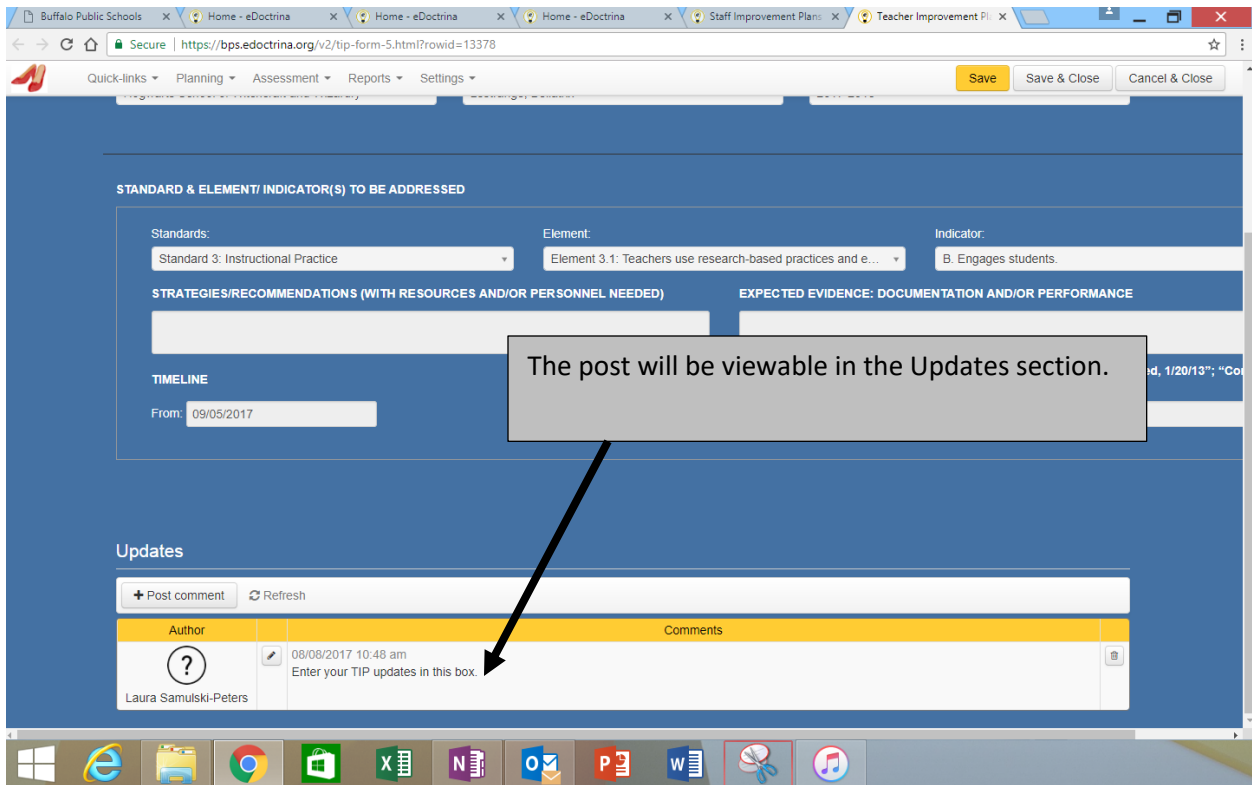 Buffalo Public Schools Home - eDoctrina Home - eDoctrina Home - eDoctrina Staff Improvement Plans Teacher Improvement Pl
Secure | https://bps.edoctrina.org/v2/tip-form-5.html?rowid=13378
Quick-links Planning Assessment Reports Settings Save Save & Close Cancel & Close
STANDARD & ELEMENT/ INDICATOR(S) TO BE ADDRESSED
Standards: Element: Indicator:
Standard 3: Instructional Practice Element 3.1: Teachers use research-based practices and e... B. Engages students.
STRATEGIES/RECOMMENDATIONS (WITH RESOURCES AND/OR PERSONNEL NEEDED) EXPECTED EVIDENCE: DOCUMENTATION AND/OR PERFORMANCE
The post will be viewable in the Updates section.
TIMELINE ed, 1/20/13"; "Co
From: 09/05/2017
Updates
+ Post comment Refresh
Author Comments
08/08/2017 10:48 am
? Enter your TIP updates in this box.
Laura Samulski-Peters